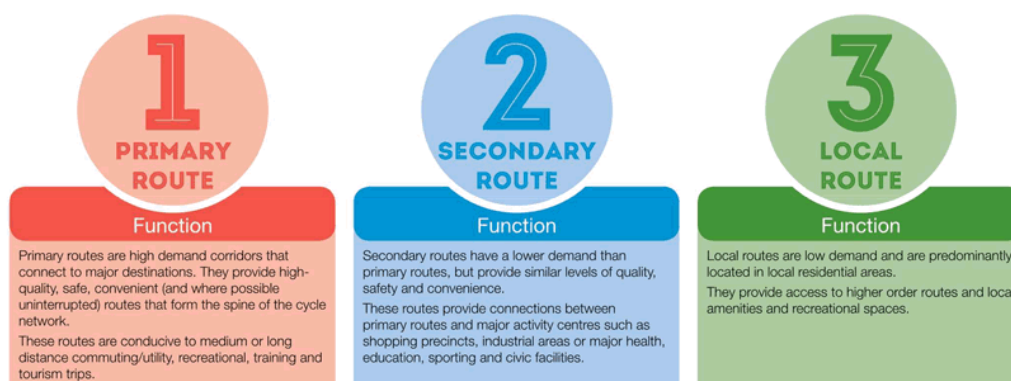 1
PRIMARY
ROUTE
Function
Primary routes are high demand corridors that
connect to major destinations. They provide high-
quality, safe, convenient (and where possible
uninterrupted) routes that form the spine of the cycle
network.
These routes are conducive to medium or long
distance commuting/utility, recreational, training and
tourism trips.
2
SECONDARY
ROUTE
Function
Secondary routes have a lower demand than
primary routes, but provide similar levels of quality,
safety and convenience.
These routes provide connections between
primary routes and major activity centres such as
shopping precincts, industrial areas or major health,
education, sporting and civic facilities.
3
LOCAL
ROUTE
Function
Local routes are low demand and are predominantly
located in local residential areas.
They provide access to higher order routes and loca
amenities and recreational spaces.